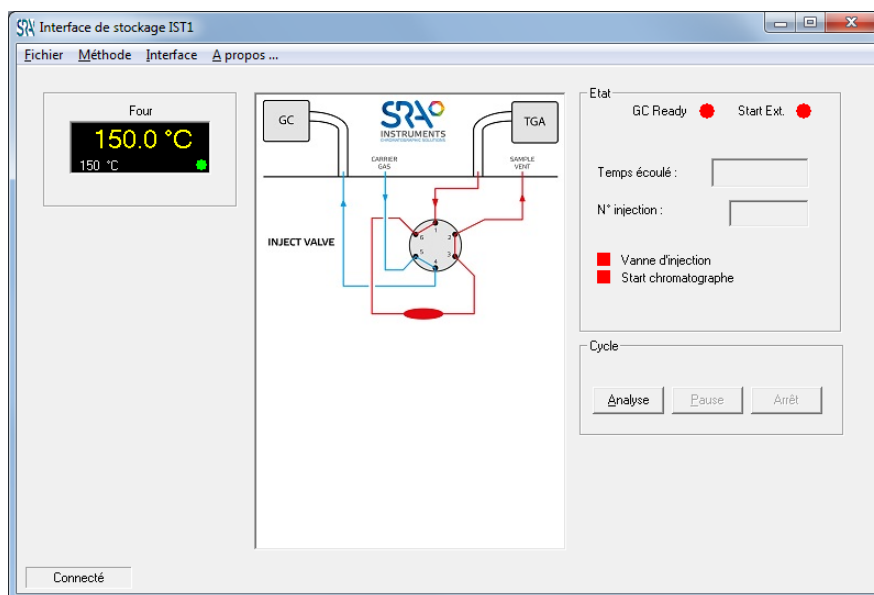 Interface de stockage IST1
Fichier Méthode Interface A propos ...
Four
150.0 °C
150 °C
GC
SRA
INSTRUMENTS
CHROMATOGRAPHIC SOLUTIONS
TGA
CARRIER
GAS
SAMPLE
VENT
INJECT VALVE
1
2
3
4
5
6
Etat
GC Ready
Start Ext.
Temps écoulé :
N° injection :
Vanne d'injection
Start chromatographe
Cycle
Analyse
Pause
Arrêt
Connecté